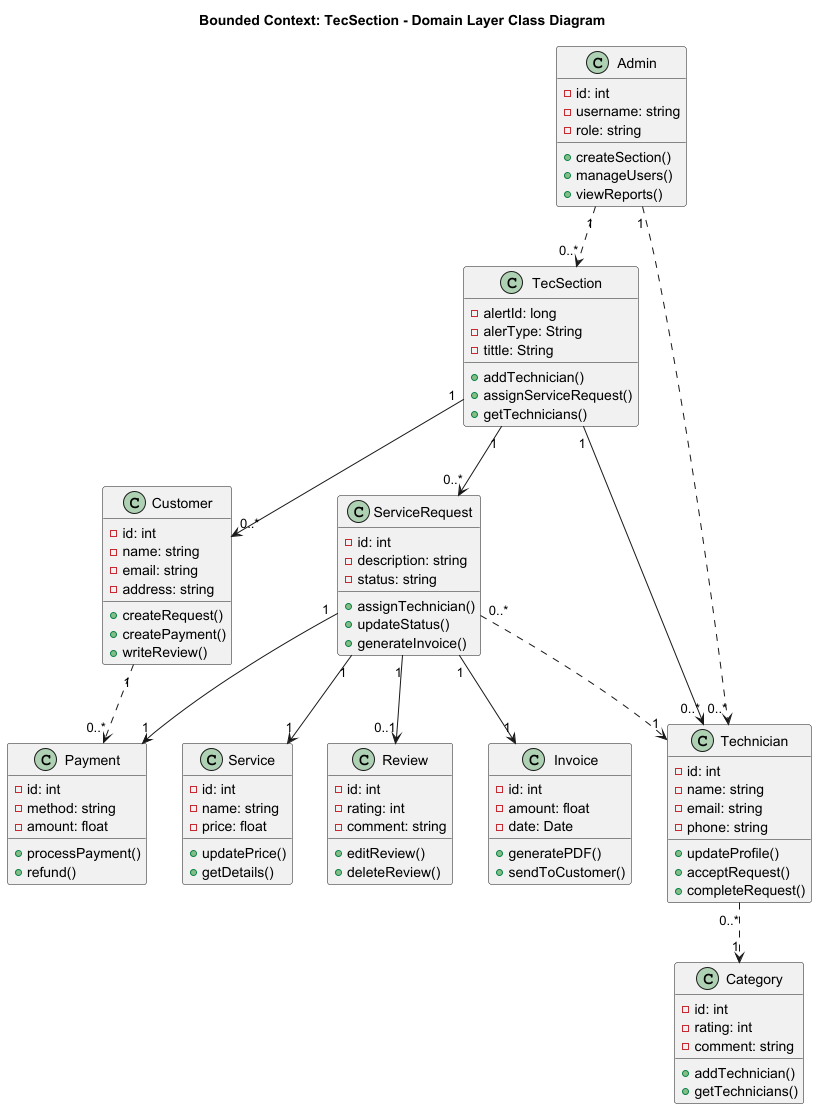 Bounded Context: TecSection - Domain Layer Class Diagram
C Admin
id: int
username: string
role: string
createSection()
manageUsers()
viewReports()
1
1
0..*
C TecSection
alertId: long
alerType: String
tittle: String
addTechnician()
assignServiceRequest()
getTechnicians()
1
1
1
0..*
0..*
C Customer
id: int
name: string
email: string
address: string
createRequest()
createPayment()
writeReview()
C ServiceRequest
id: int
description: string
status: string
assignTechnician()
updateStatus()
generateInvoice()
1
0..*
1
1
1
1
0..*
1
1
0..1
1
0..*
0..*
1
C Payment
id: int
method: string
amount: float
processPayment()
refund()
C Service
id: int
name: string
price: float
updatePrice()
getDetails()
C Review
id: int
rating: int
comment: string
editReview()
deleteReview()
C Invoice
id: int
amount: float
date: Date
generatePDF()
sendToCustomer()
C Technician
id: int
name: string
email: string
phone: string
updateProfile()
acceptRequest()
completeRequest()
0..*
1
C Category
id: int
rating: int
comment: string
addTechnician()
getTechnicians()